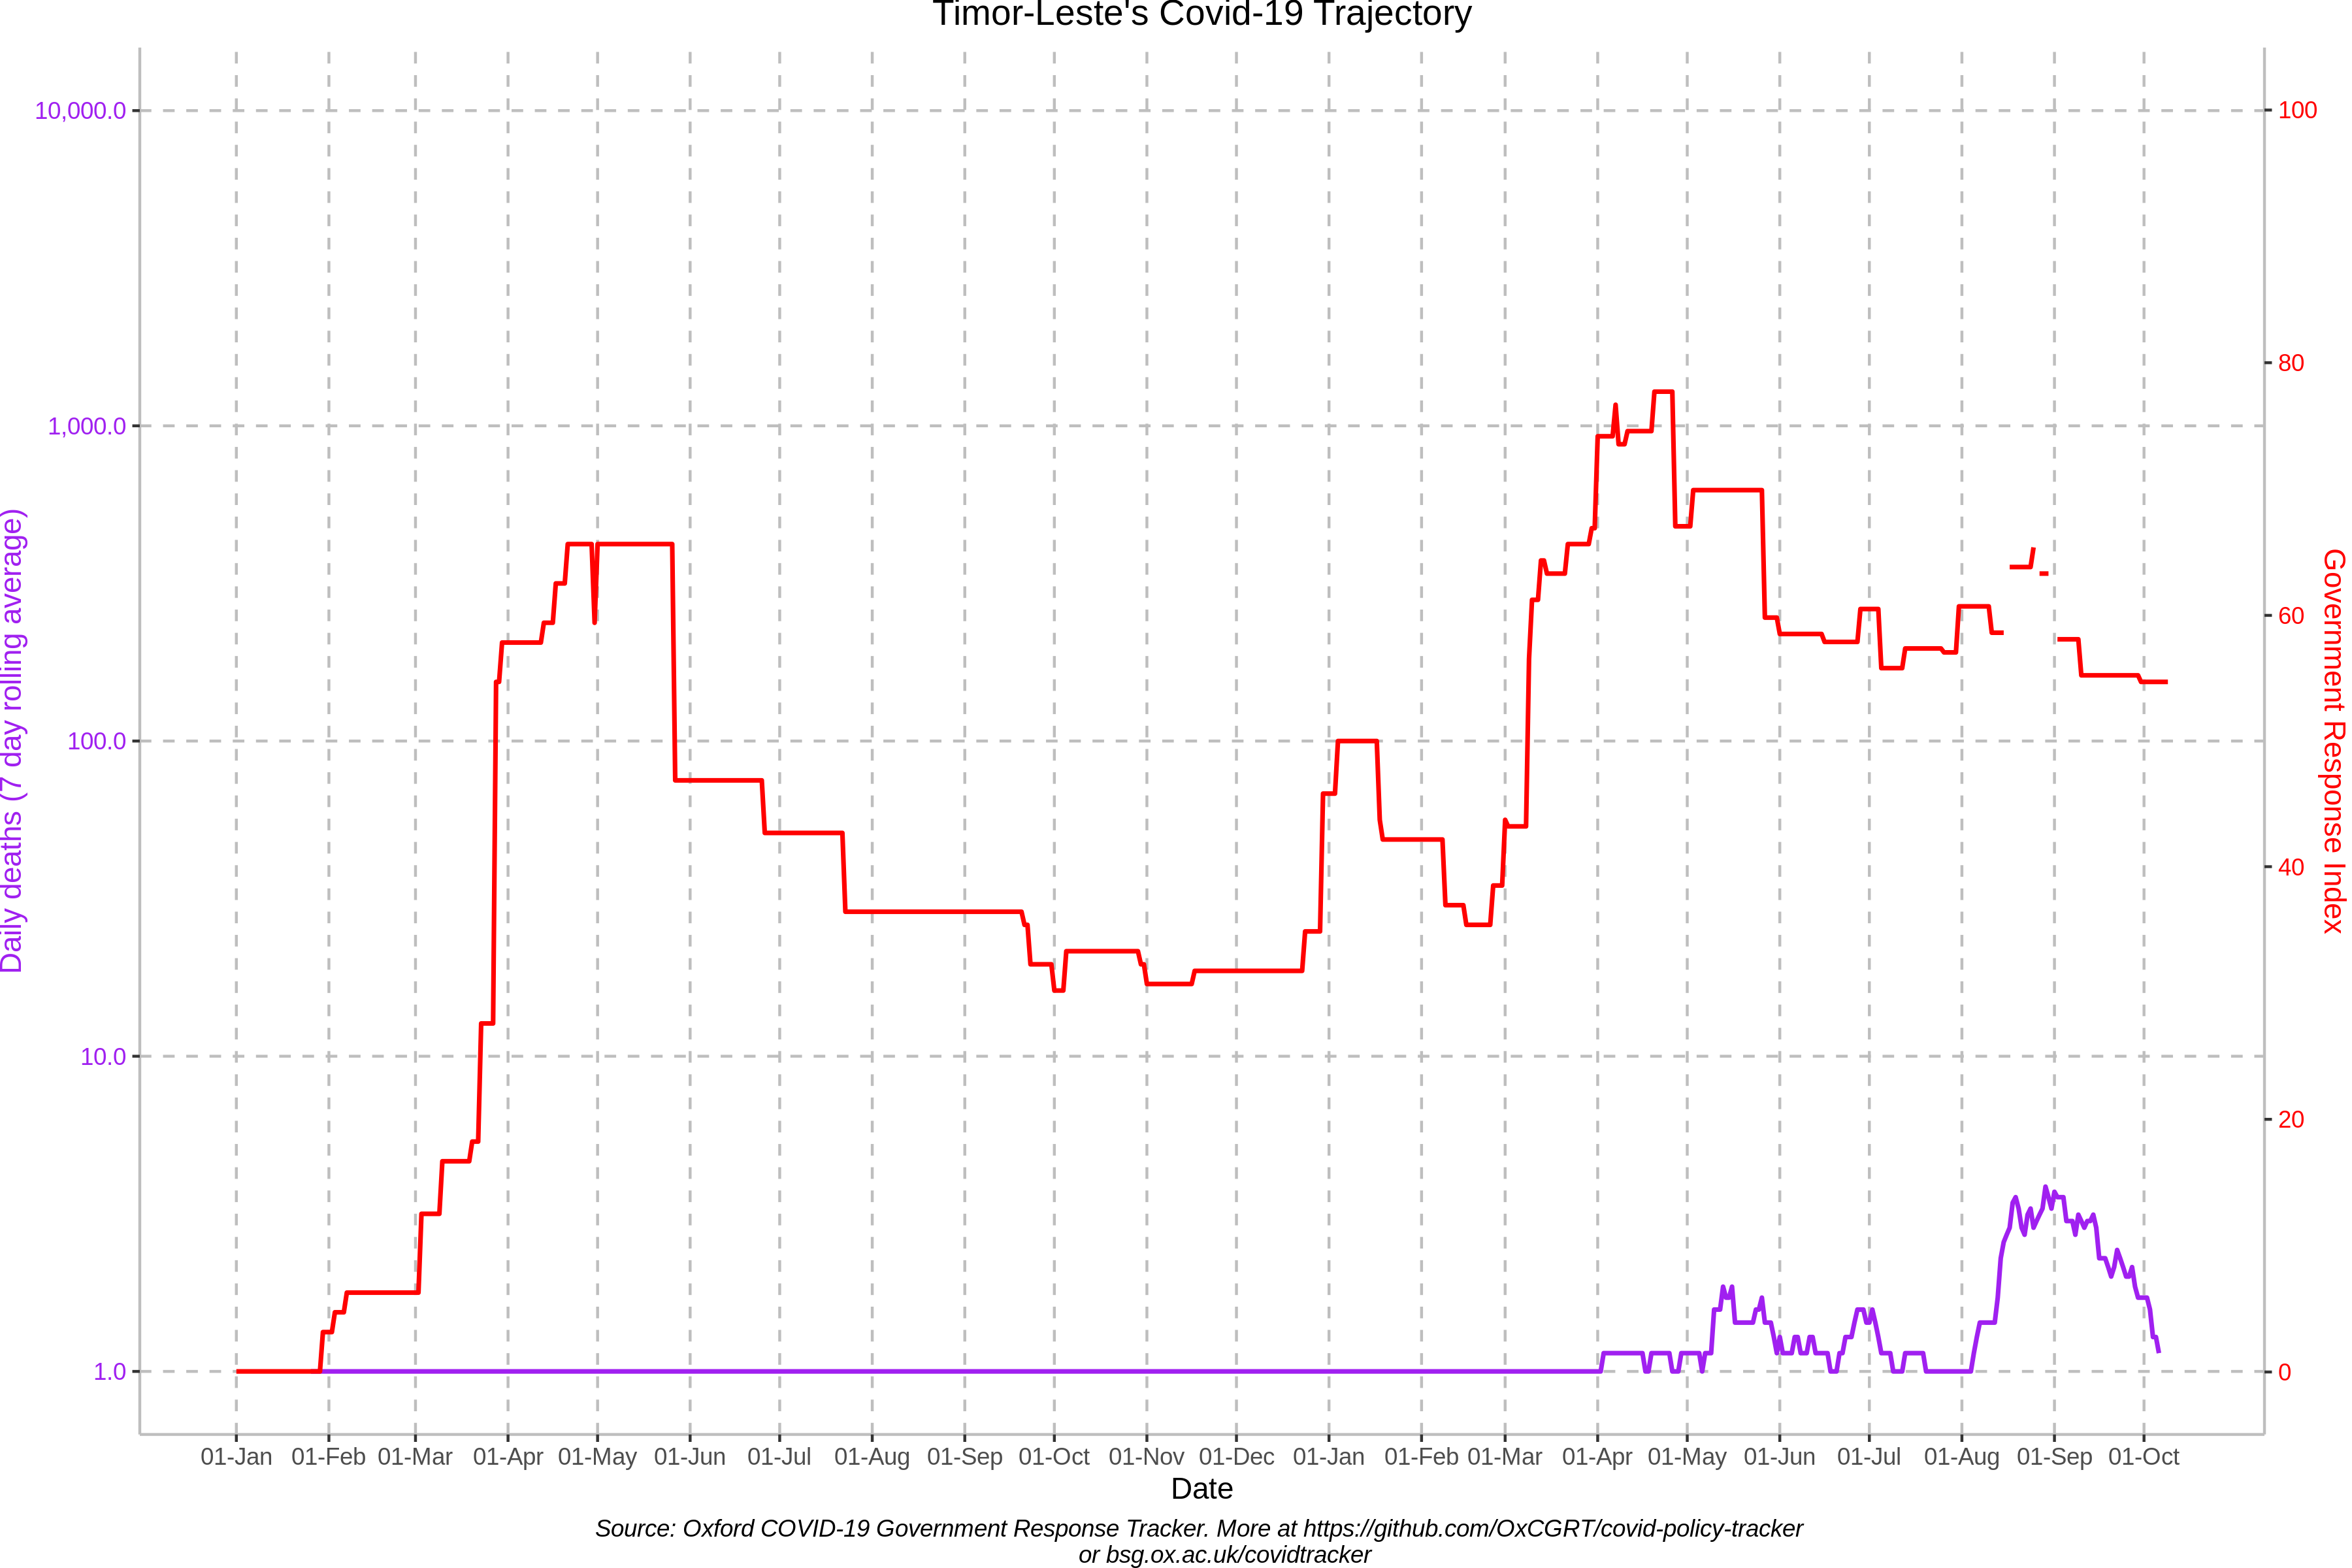 Timor-Leste's Covid-19 Trajectory
10,000.0
1,000.0
100.0
10.0
1.0
Daily deaths (7 day rolling average)
100
80
60
40
20
0
Government Response Index
01-Jan 01-Feb 01-Mar 01-Apr 01-May 01-Jun 01-Jul 01-Aug 01-Sep 01-Oct 01-Nov 01-Dec 01-Jan 01-Feb 01-Mar 01-Apr 01-May 01-Jun 01-Jul 01-Aug 01-Sep 01-Oct
Date
Source: Oxford COVID-19 Government Response Tracker. More at https://github.com/OxCGRT/covid-policy-tracker
or bsg.ox.ac.uk/covidtracker